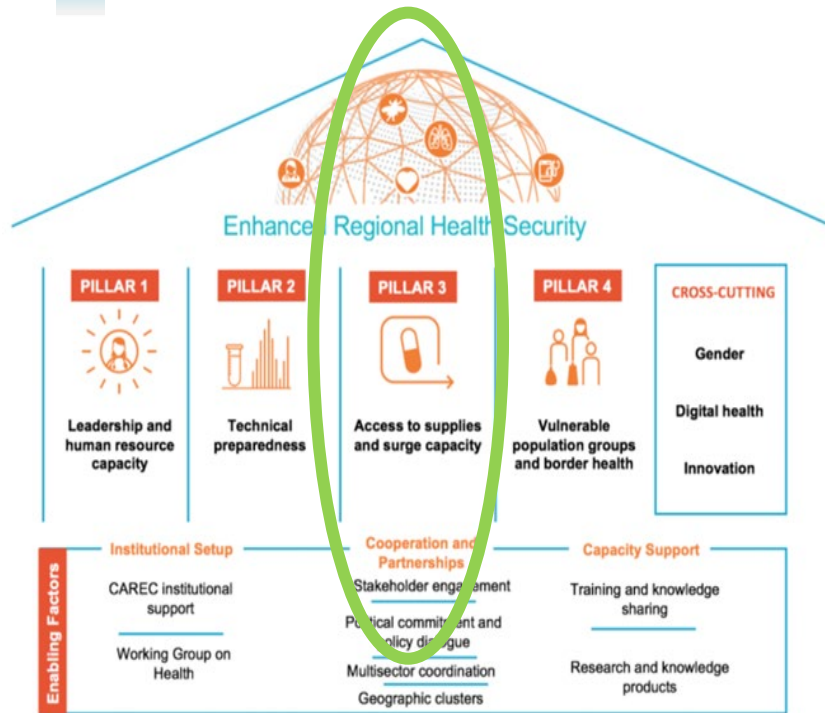 Enhanced Regional Health Security
PILLAR 1
Leadership and
human resource
capacity
PILLAR 2
Technical
preparedness
PILLAR 3
Access to supplies
and surge capacity
PILLAR 4
Vulnerable
population groups
and border health
CROSS-CUTTING
Gender
Digital health
Innovation
Enabling Factors
Institutional Setup
CAREC institutional
support
Working Group on
Health
Cooperation and
Partnerships
Stakeholder engagement
Political commitment and
policy dialogue
Multisector coordination
Geographic clusters
Capacity Support
Training and knowledge
sharing
Research and knowledge
products